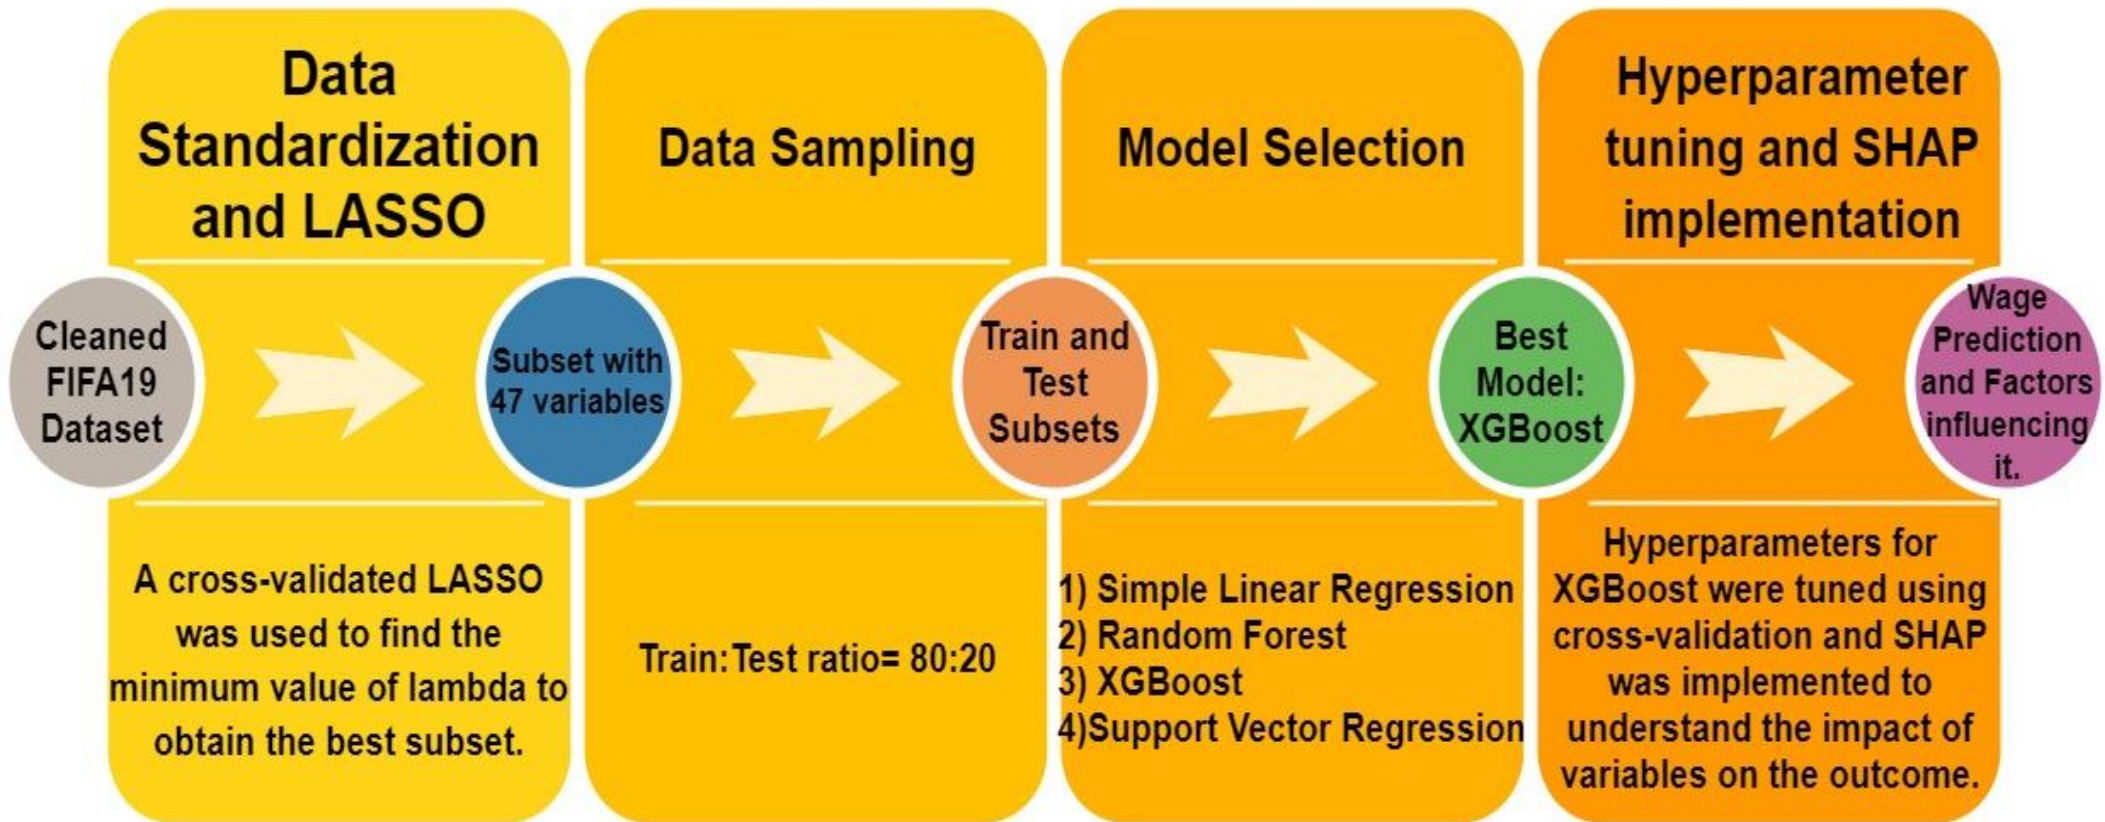 Data
Standardization
and LASSO
Data Sampling
Model Selection
Hyperparameter
tuning and SHAP
implementation
Cleaned
FIFA19
Dataset
Subset with
47 variables
Train and
Test
Subsets
Best
Model:
XGBoost
Wage
Prediction
and Factors
influencing
it.
A cross-validated LASSO
was used to find the
minimum value of lambda to
obtain the best subset.
Train:Test ratio= 80:20
1) Simple Linear Regression
2) Random Forest
3) XGBoost
4)Support Vector Regression
Hyperparameters for
XGBoost were tuned using
cross-validation and SHAP
was implemented to
understand the impact of
variables on the outcome.